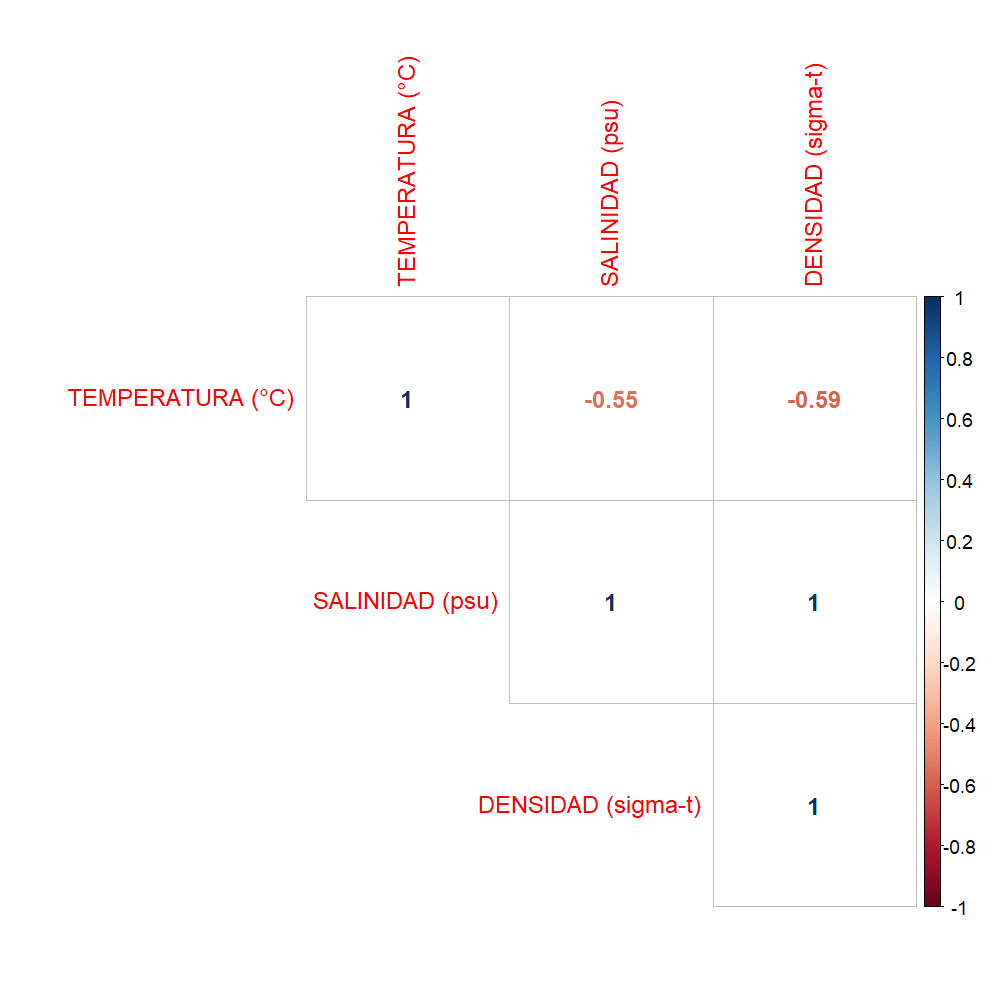 TEMPERATURA (°C)
SALINIDAD (psu)
DENSIDAD (sigma-t)
TEMPERATURA (°C)
1
-0.55
-0.59
SALINIDAD (psu)
1
1
DENSIDAD (sigma-t)
1
1
0.8
0.6
0.4
0.2
0
-0.2
-0.4
-0.6
-0.8
-1